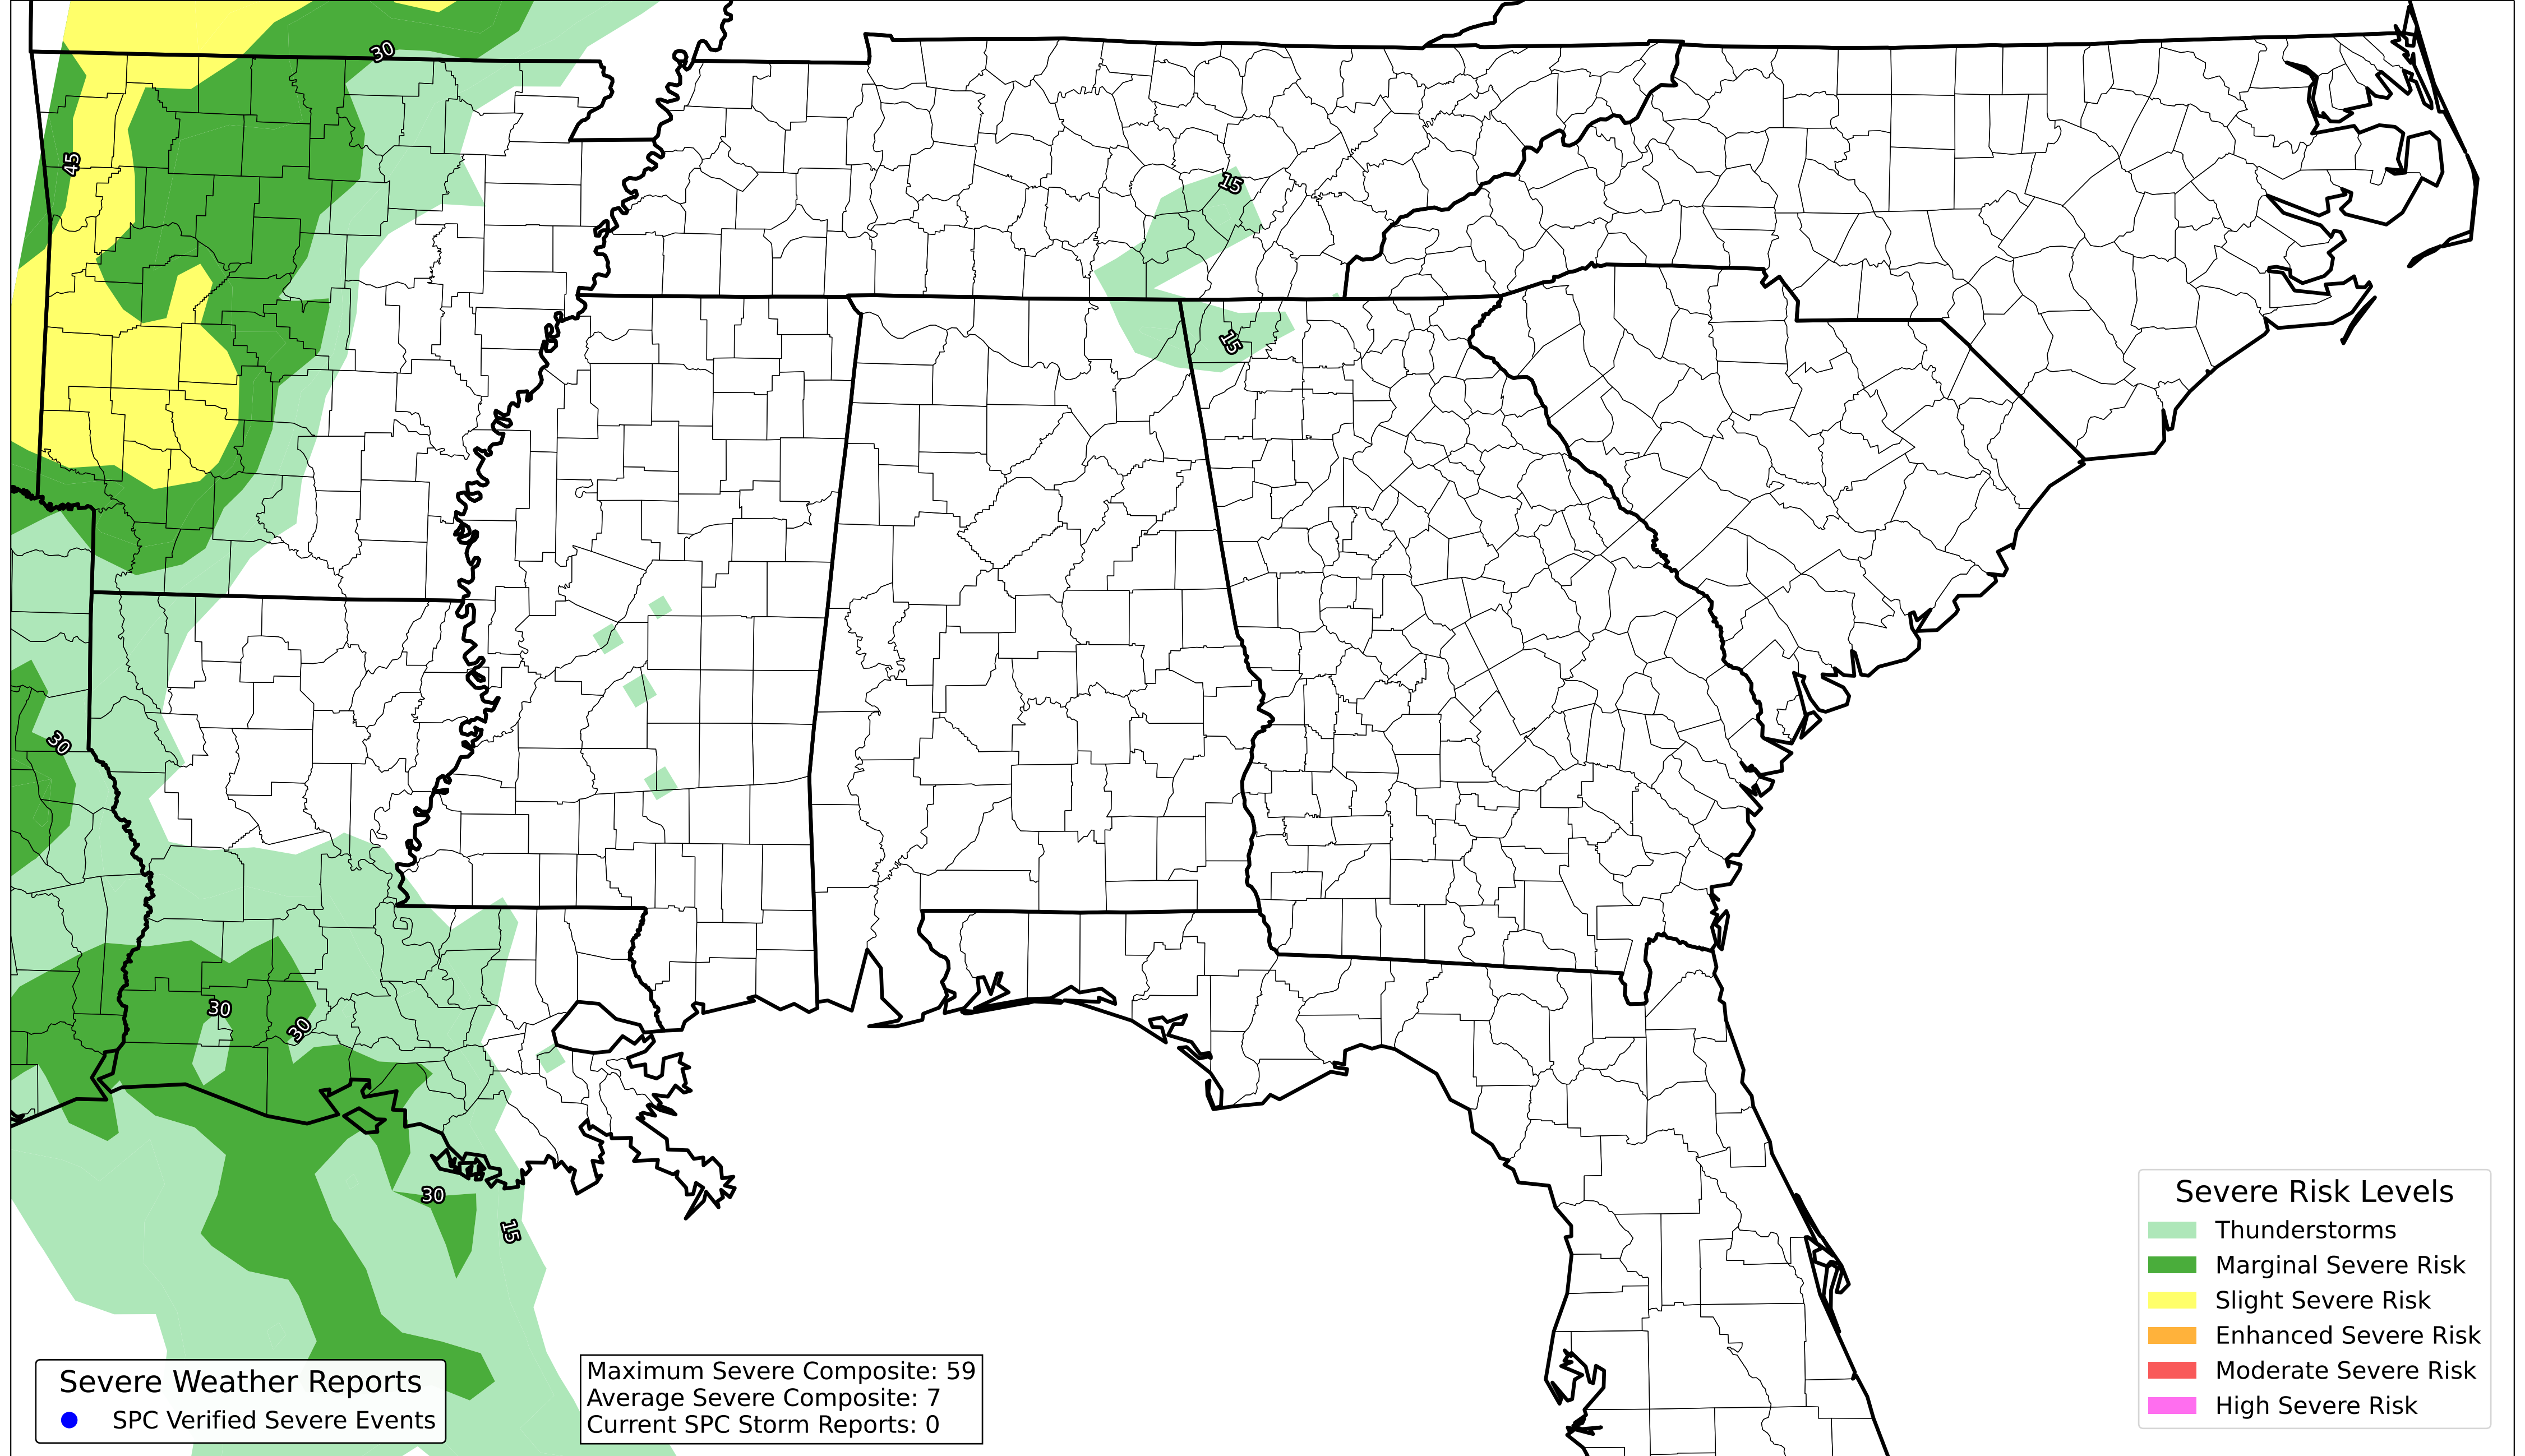 30
45
15
15
30
30
30
30
15
Severe Weather Reports
SPC Verified Severe Events
Maximum Severe Composite: 59
Average Severe Composite: 7
Current SPC Storm Reports: 0
Severe Risk Levels
Thunderstorms
Marginal Severe Risk
Slight Severe Risk
Enhanced Severe Risk
Moderate Severe Risk
High Severe Risk